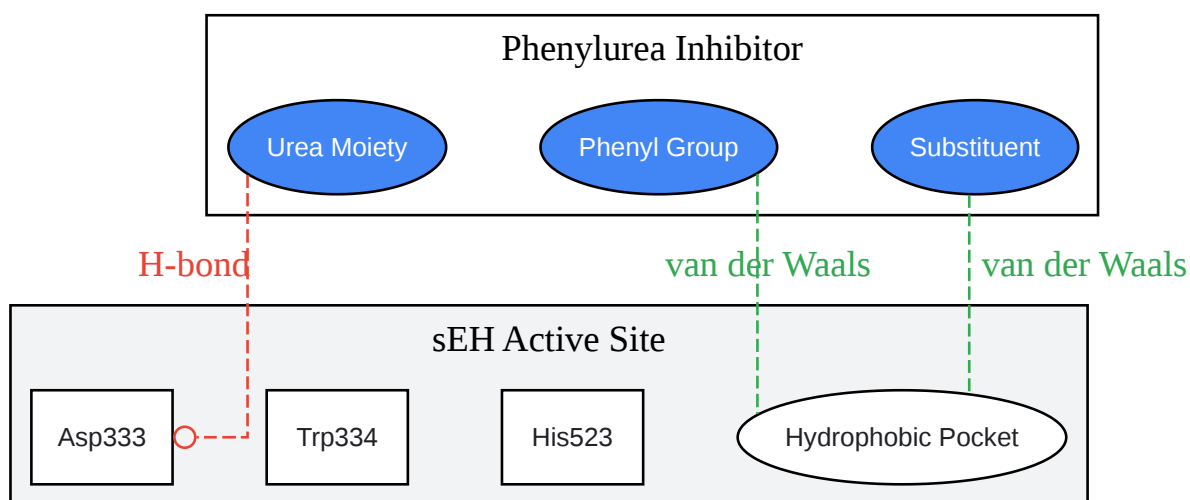 Phenylurea Inhibitor
Urea Moiety
Phenyl Group
Substituent
H-bond
van der Waals
van der Waals
sEH Active Site
Asp333
Trp334
His523
Hydrophobic Pocket